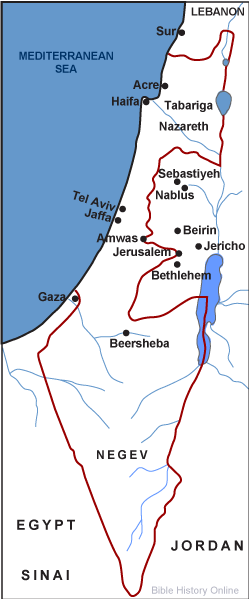 LEBANON
Sur
MEDITERRANEAN
SEA
Acre
Haifa
Tabariga
Nazareth
Sebastiyeh
Nablus
Tel Aviv
Jaffa
Beirin
Amwas
Jericho
Jerusalem
Bethlehem
Gaza
Beersheba
NEGEV
EGYPT
JORDAN
SINAI
Bible History Online